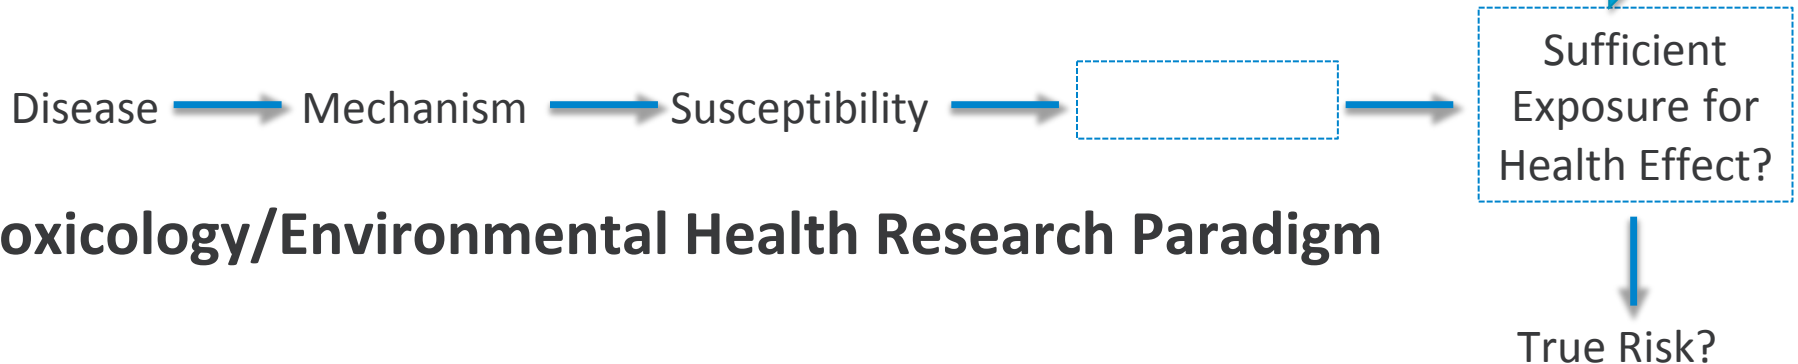 Disease Mechanism Susceptibility
Sufficient
Exposure for
Health Effect?
oxicology/Environmental Health Research Paradigm
True Risk?